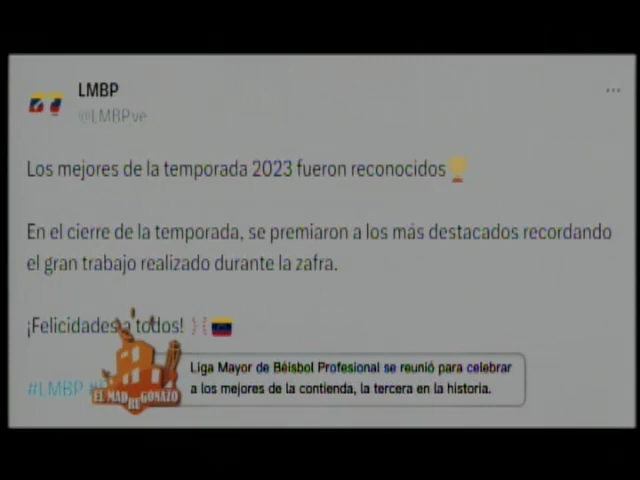 LMBP
@LMBPve
Los mejores de la temporada 2023 fueron reconocidos
En el cierre de la temporada, se premiaron a los más destacados recordando
el gran trabajo realizado durante la zafra.
¡Felicidades a todos!
#LMBP
EL MADRUGONAZO
Liga Mayor de Béisbol Profesional se reunió para celebrar
a los mejores de la contienda, la tercera en la historia.